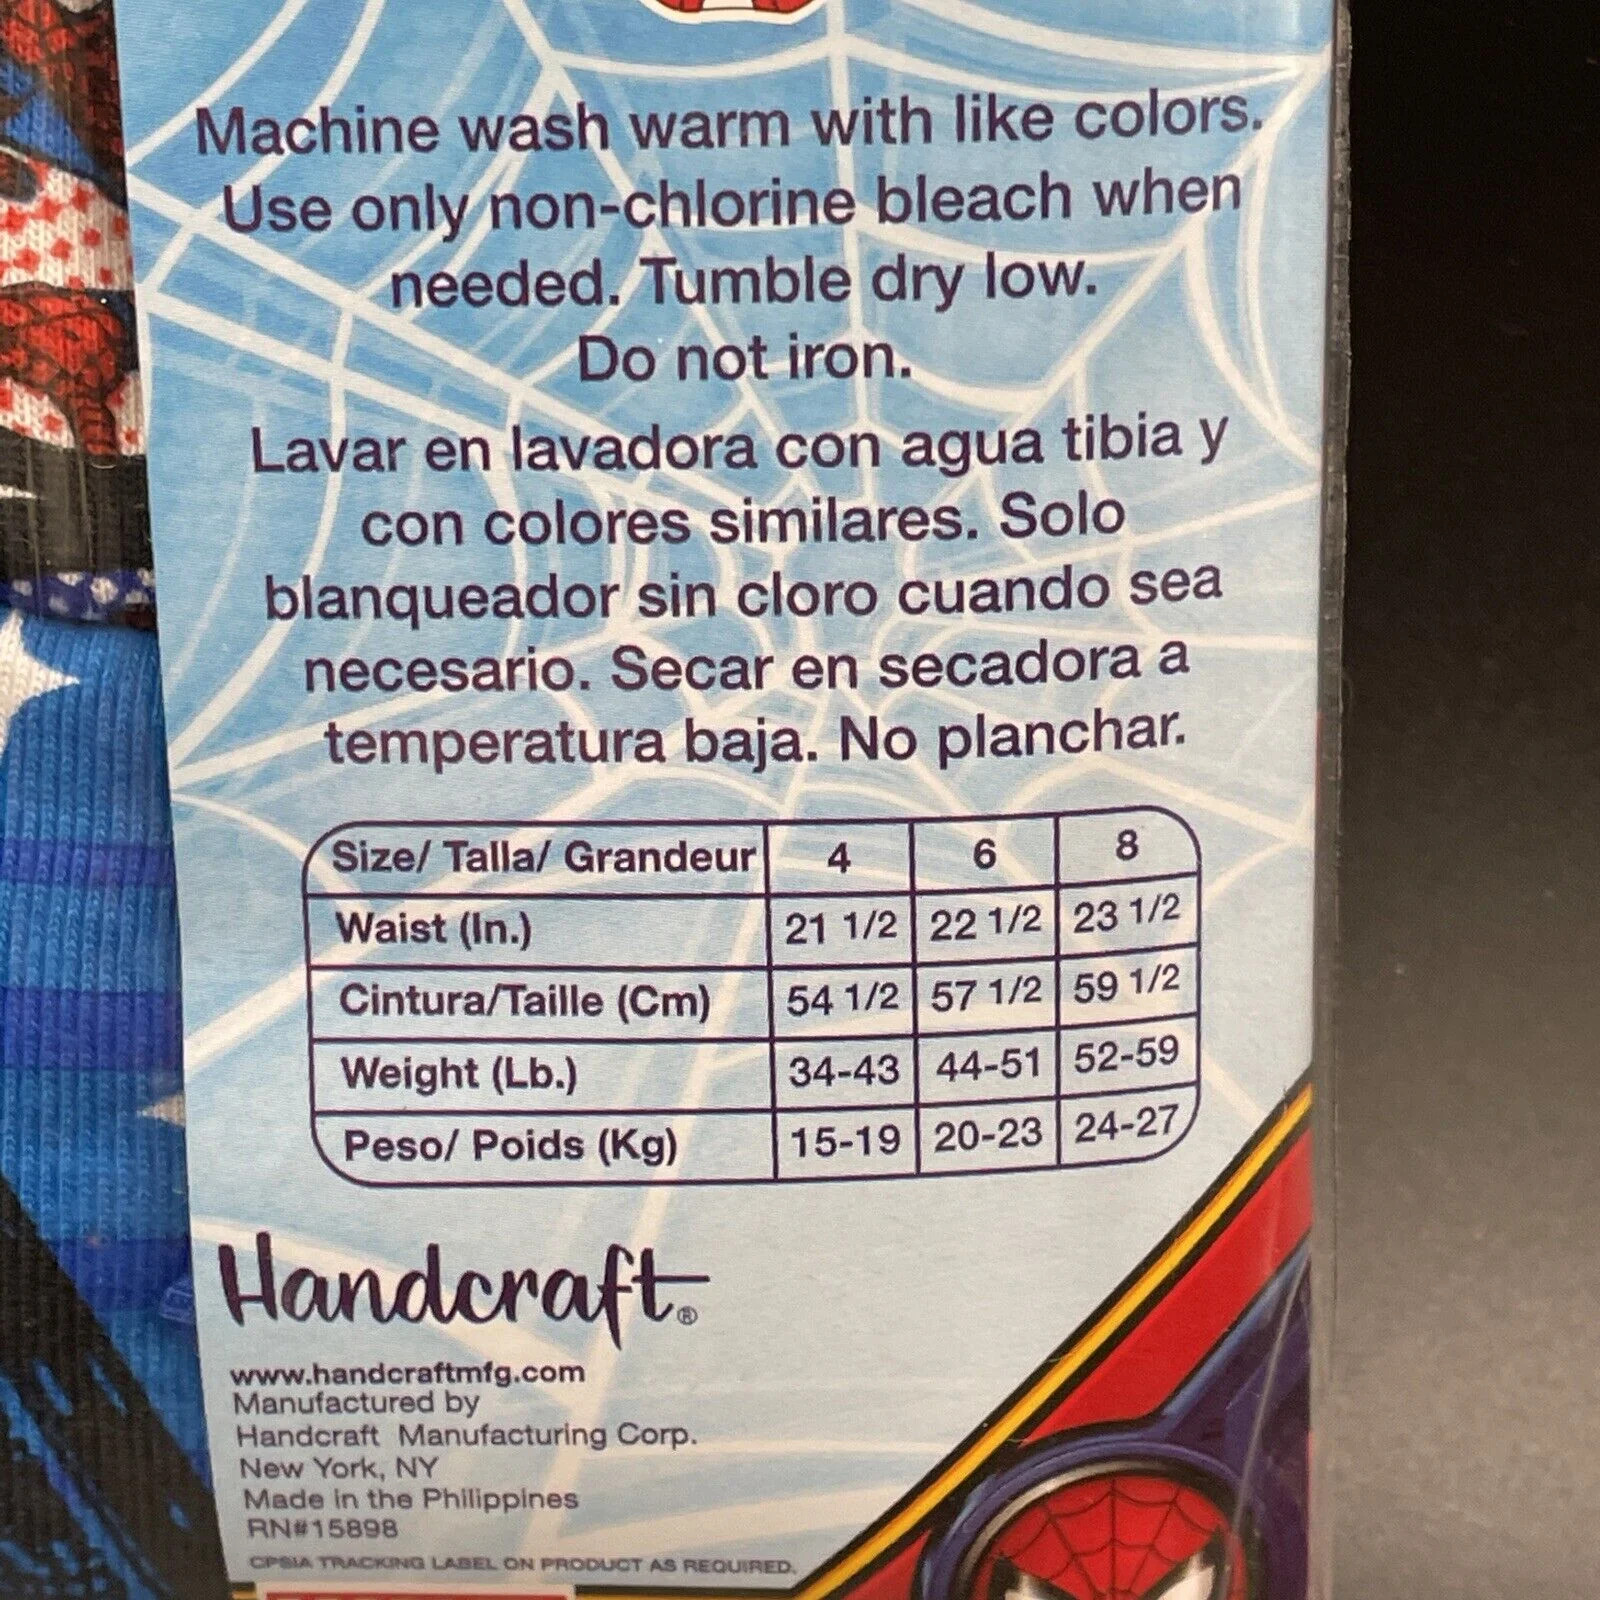 Machine wash warm with like colors.
Use only non-chlorine bleach when
needed. Tumble dry low.
Do not iron.
Lavar en lavadora con agua tibia y
con colores similares. Solo
blanqueador sin cloro cuando sea
necesario. Secar en secadora a
temperatura baja. No planchar.
Size/ Talla/ Grandeur 4 6 8
Waist (In.) 21 1/2 22 1/2 23 1/2
Cintura/Taille (Cm) 54 1/2 57 1/2 59 1/2
Weight (Lb.) 34-43 44-51 52-59
Peso/ Poids (Kg) 15-19 20-23 24-27
Handcraft®
www.handcraftmfg.com
Manufactured by
Handcraft Manufacturing Corp.
New York, NY
Made in the Philippines
RN#15898
CPSIA TRACKING LABEL ON PRODUCT AS REQUIRED.